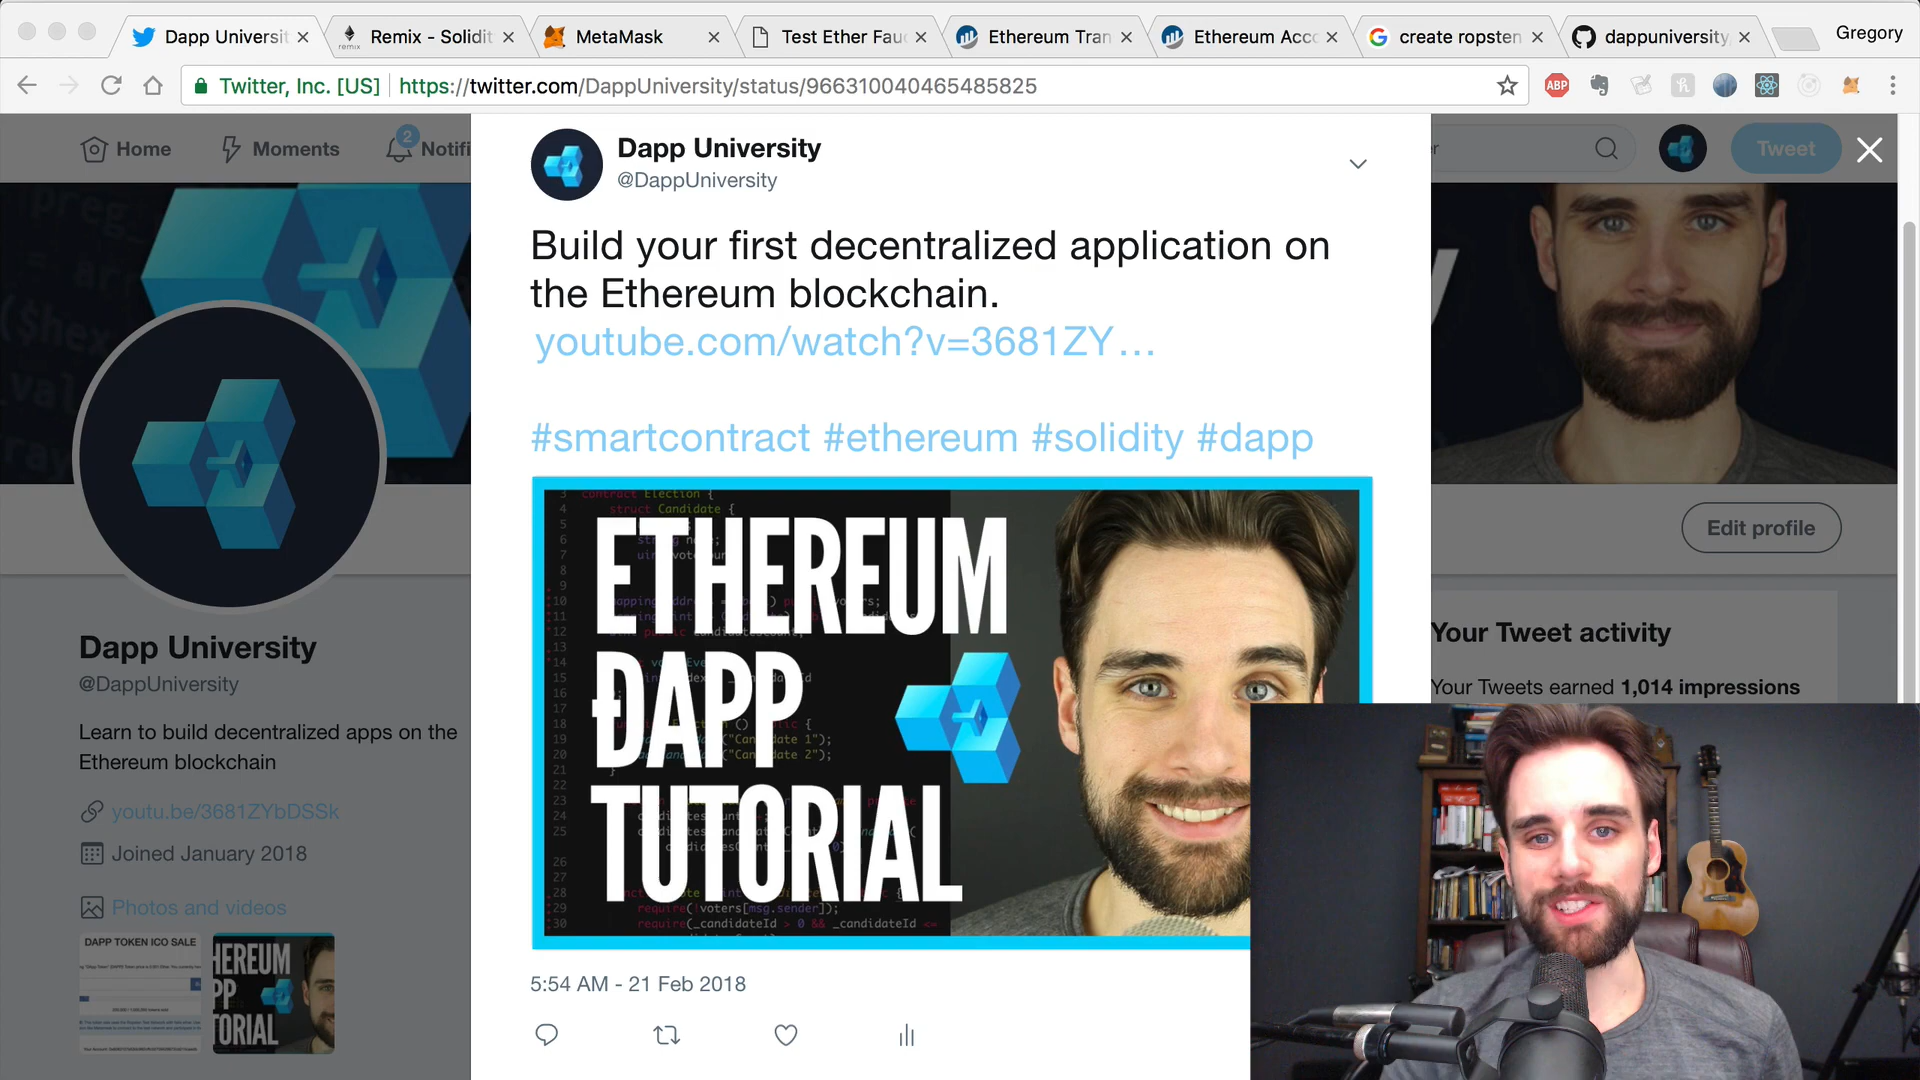 Dapp Universit
Remix - Solidit
MetaMask
Test Ether Fau
Ethereum Tran
Ethereum Acc
create ropsten
dappuniversity
Gregory
Twitter, Inc. [US]
https://twitter.com/DappUniversity/status/966310040465485825
ABP
Home
Moments
2
Notifi
Tweet
Dapp University
@DappUniversity
Build your first decentralized application on
the Ethereum blockchain.
youtube.com/watch?v=3681ZY…
#smartcontract #ethereum #solidity #dapp
ETHEREUM
ĐAPP
TUTORIAL
5:54 AM - 21 Feb 2018
Dapp University
@DappUniversity
Learn to build decentralized apps on the
Ethereum blockchain
youtu.be/3681ZYbDSSk
Joined January 2018
Photos and videos
DAPP TOKEN ICO SALE
Edit profile
Your Tweet activity
Your Tweets earned 1,014 impressions